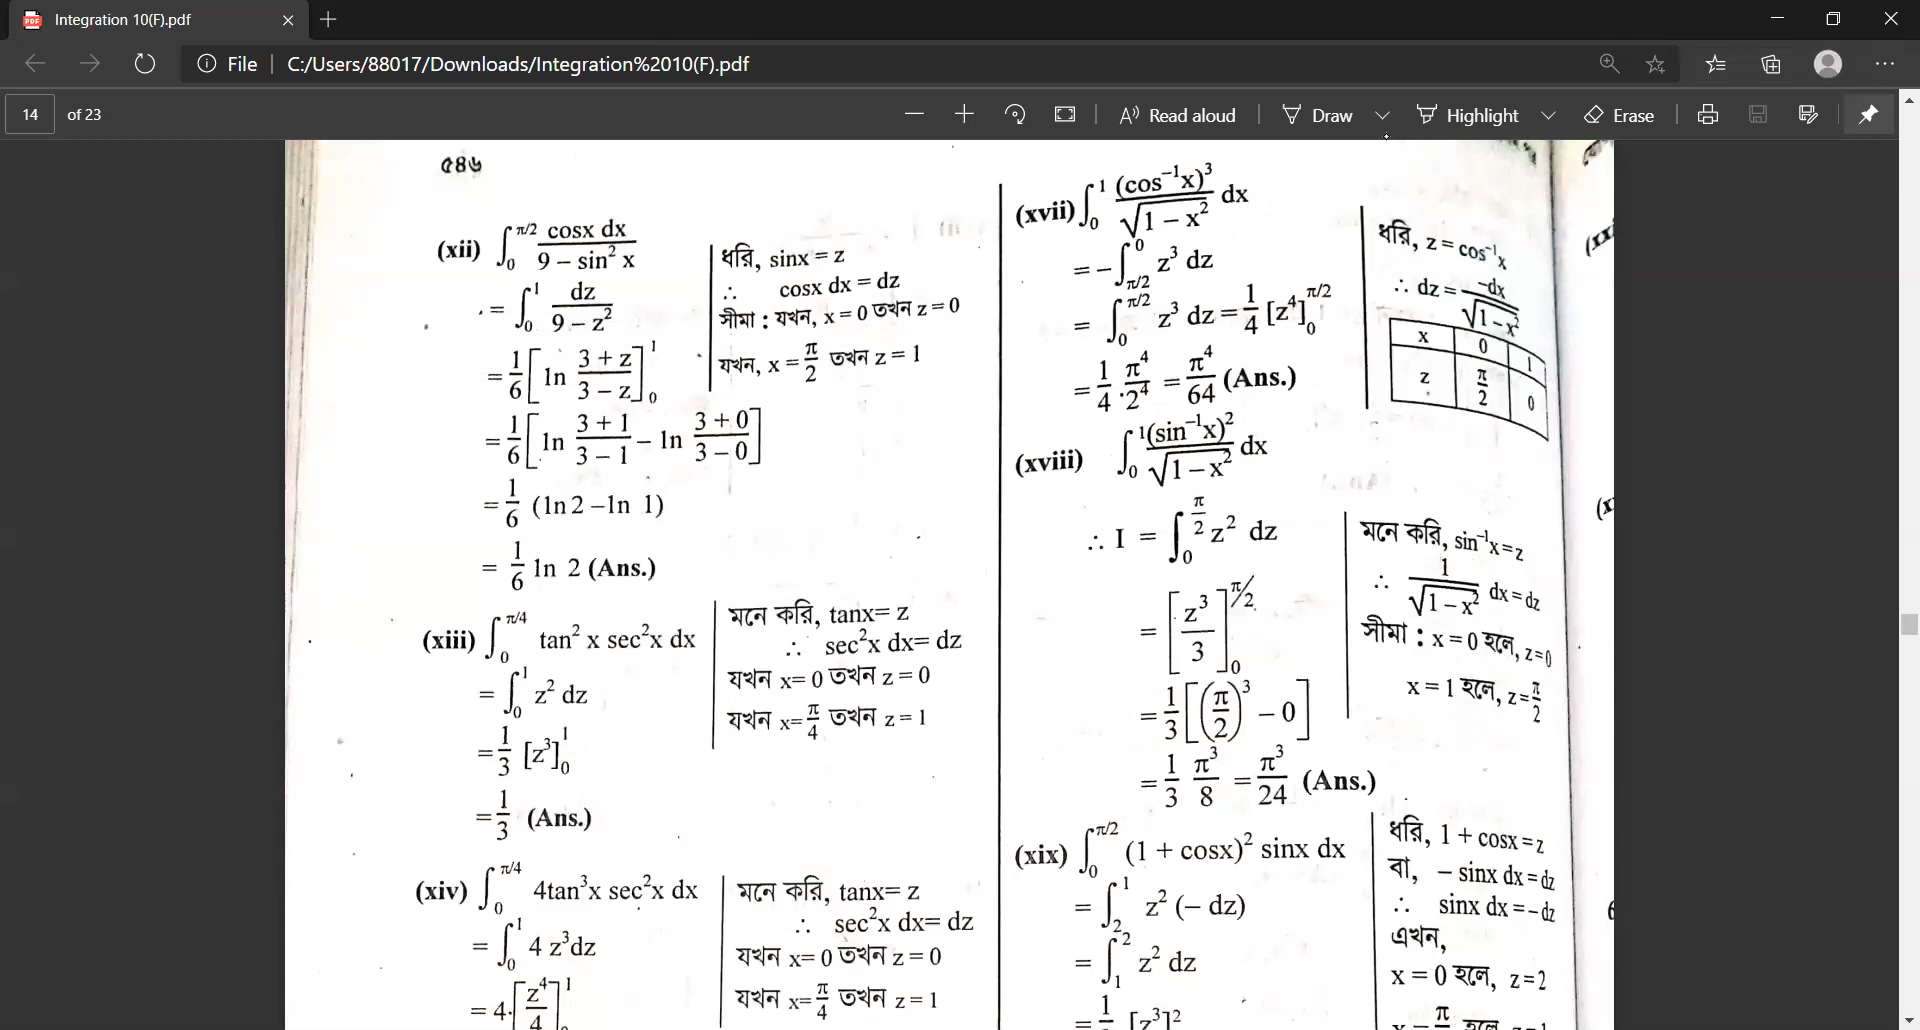 Integration 10(F).pdf
File
C:/Users/88017/Downloads/Integration%2010(F).pdf
14 of 23
Read aloud
Draw
Highlight
Erase
৫৪৬
(xii) ∫₀^{π/2} cosx dx / (9 – sin² x)
= ∫₀¹ dz / (9 – z²)
= 1/6 [ln (3 + z)/(3 – z)]₀¹
= 1/6 [ln (3 + 1)/(3 – 1) – ln (3 + 0)/(3 – 0)]
= 1/6 (ln 2 –ln 1)
= 1/6 ln 2 (Ans.)
ধরি, sinx = z
∴ cosx dx = dz
সীমা : যখন, x = 0 তখন z = 0
যখন, x = π/2 তখন z = 1
(xiii) ∫₀^{π/4} tan² x sec²x dx
= ∫₀¹ z² dz
= 1/3 [z³]₀¹
= 1/3 (Ans.)
মনে করি, tanx= z
∴ sec²x dx= dz
যখন x= 0 তখন z = 0
যখন x= π/4 তখন z = 1
(xiv) ∫₀^{π/4} 4tan³x sec²x dx
= ∫₀¹ 4 z³dz
= 4.[z⁴/4]¹
মনে করি, tanx= z
∴ sec²x dx= dz
যখন x= 0 তখন z = 0
যখন x= π/4 তখন z = 1
(xvii) ∫₀¹ (cos⁻¹x)³ / √(1 – x²) dx
= –∫_{π/2}^0 z³ dz
= ∫₀^{π/2} z³ dz = 1/4 [z⁴]₀^{π/2}
= 1/4 . π⁴/2⁴ = π⁴/64 (Ans.)
ধরি, z = cos⁻¹x
∴ dz = –dx / √(1 – x²)
x 0 1
z π/2 0
(xviii) ∫₀¹ (sin⁻¹x)² / √(1 – x²) dx
∴ I = ∫₀^{π/2} z² dz
= [z³/3]₀^{π/2}
= 1/3 [(π/2)³ – 0]
= 1/3 π³/8 = π³/24 (Ans.)
মনে করি, sin⁻¹x = z
∴ 1/√(1 – x²) dx = dz
সীমা : x = 0 হলে, z = 0
x = 1 হলে, z = π/2
(xix) ∫₀^{π/2} (1 + cosx)² sinx dx
= ∫₂¹ z² (– dz)
= ∫₁² z² dz
ধরি, 1 + cosx = z
বা, – sinx dx = dz
∴ sinx dx = – dz
এখন,
x = 0 হলে, z = 2